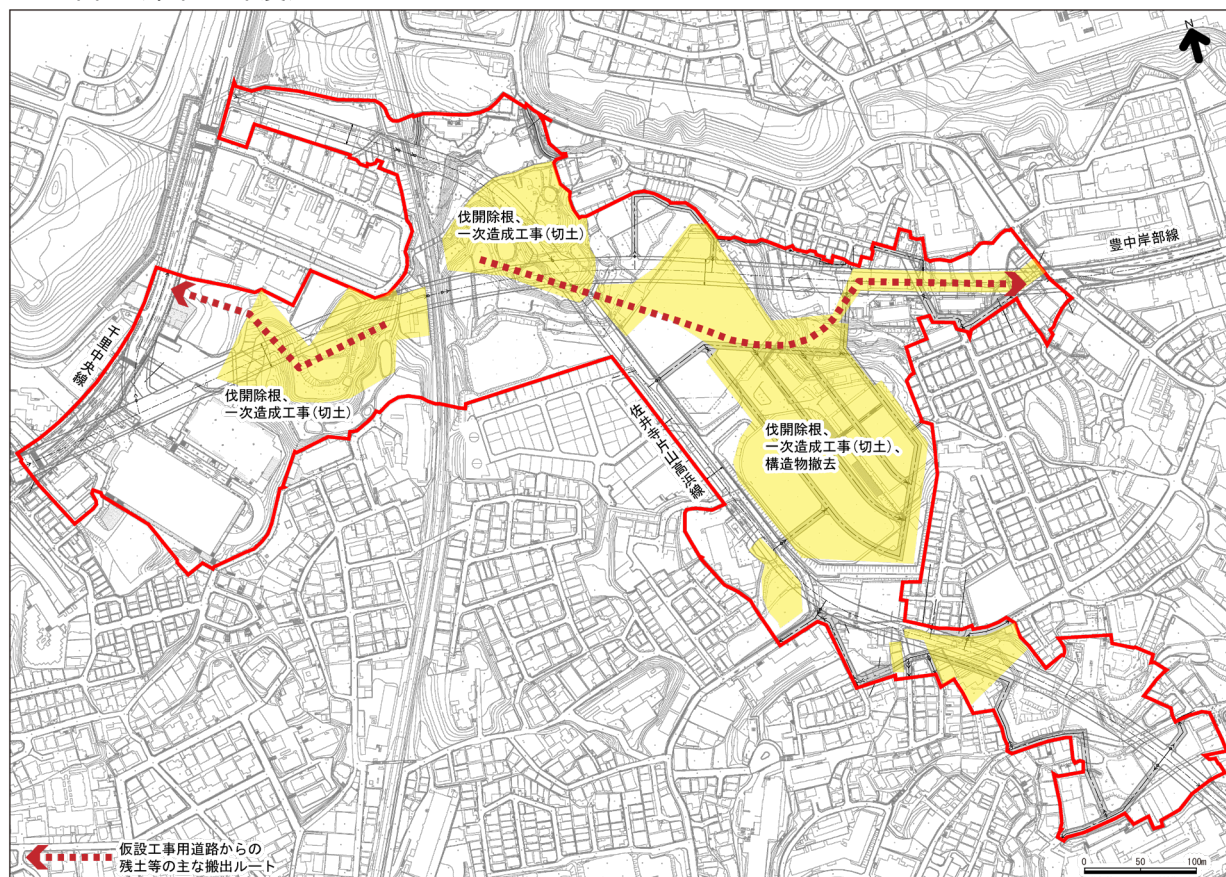 N
伐開除根、
一次造成工事(切土)
豊中岸部線
千里中央線
伐開除根、
一次造成工事(切土)
佐井寺片山高浜線
伐開除根、
一次造成工事(切土)、
構造物撤去
仮設工事用道路からの
残土等の主な搬出ルート
0 50 100m